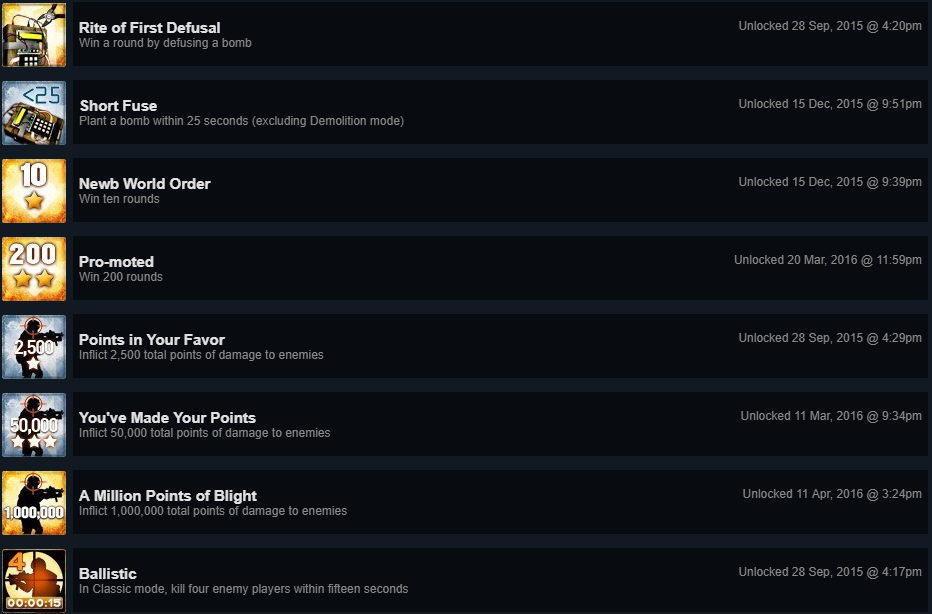 Rite of First Defusal
Win a round by defusing a bomb
Unlocked 28 Sep, 2015 @ 4:20pm
<25
Short Fuse
Plant a bomb within 25 seconds (excluding Demolition mode)
Unlocked 15 Dec, 2015 @ 9:51pm
10
Newb World Order
Win ten rounds
Unlocked 15 Dec, 2015 @ 9:39pm
200
Pro-moted
Win 200 rounds
Unlocked 20 Mar, 2016 @ 11:59pm
2,500
Points in Your Favor
Inflict 2,500 total points of damage to enemies
Unlocked 28 Sep, 2015 @ 4:29pm
50,000
You've Made Your Points
Inflict 50,000 total points of damage to enemies
Unlocked 11 Mar, 2016 @ 9:34pm
1,000,000
A Million Points of Blight
Inflict 1,000,000 total points of damage to enemies
Unlocked 11 Apr, 2016 @ 3:24pm
4
00:00:15
Ballistic
In Classic mode, kill four enemy players within fifteen seconds
Unlocked 28 Sep, 2015 @ 4:17pm